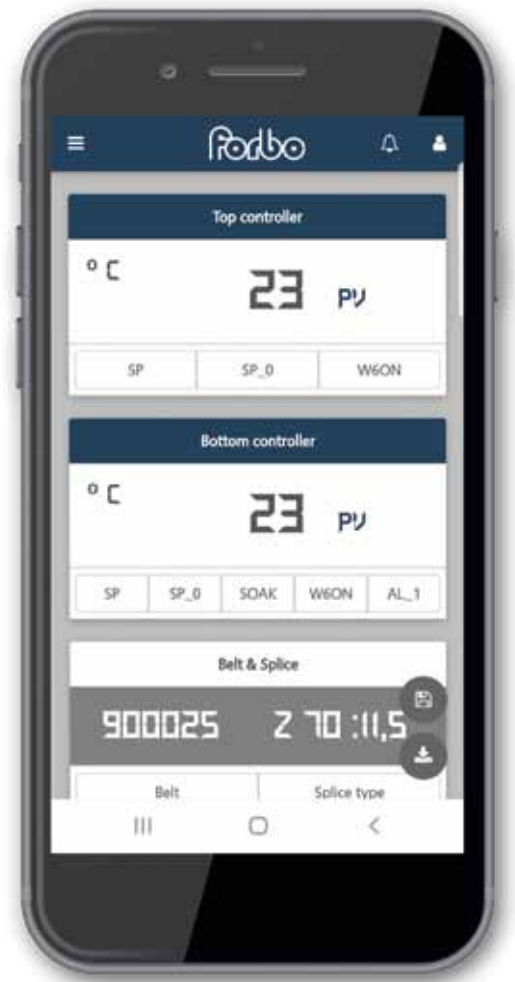 forbo
Top controller
°C 23 PV
SP SP_0 W6ON
Bottom controller
°C 23 PV
SP SP_0 SOAK W6ON AL_1
Belt & Splice
900025 Z 70 :11,5
Belt Splice type